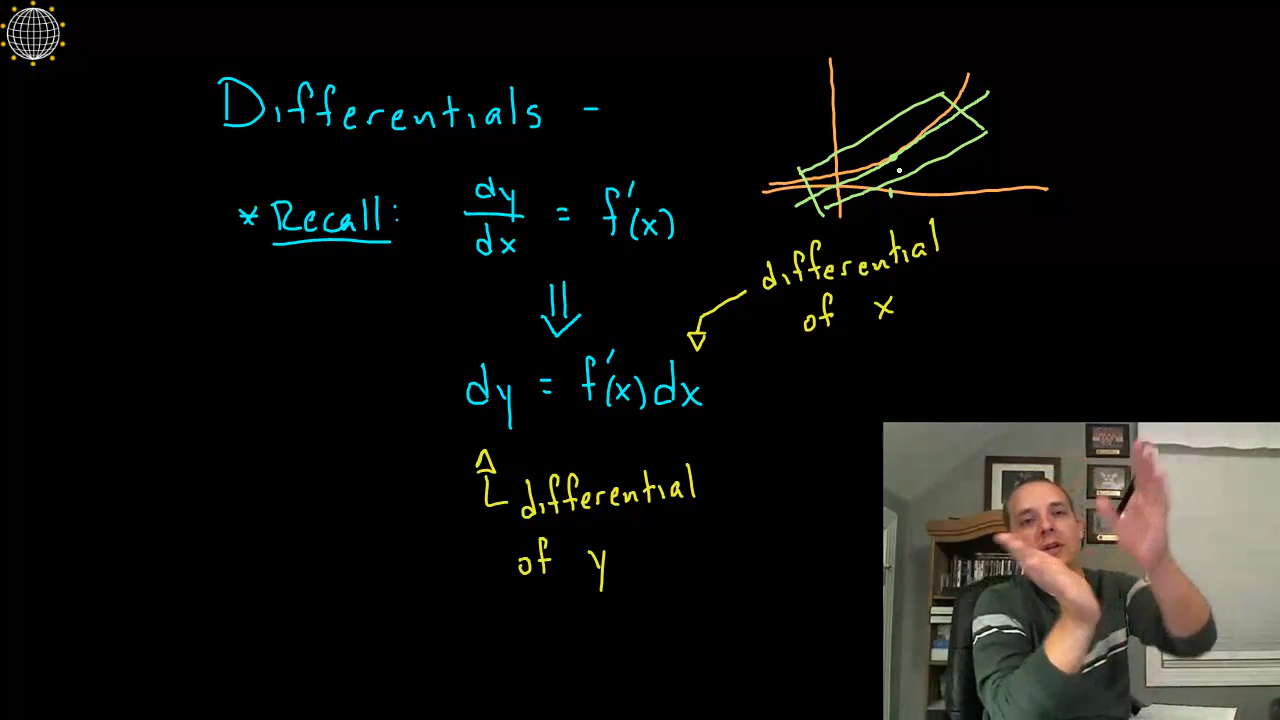 Differentials -
* Recall: dy/dx = f'(x)
⇓
differential
of x
dy = f'(x)dx
differential
of y